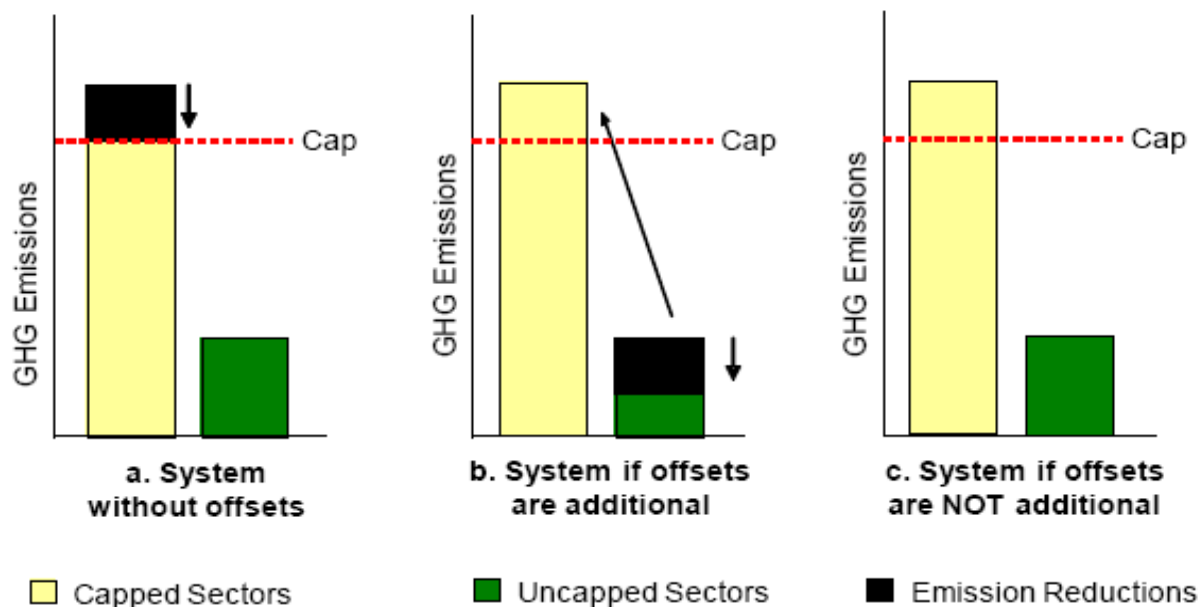 Cap
Cap
Cap
GHG Emissions
GHG Emissions
GHG Emissions
a. System
without offsets
b. System if offsets
are additional
c. System if offsets
are NOT additional
Capped Sectors
Uncapped Sectors
Emission Reductions